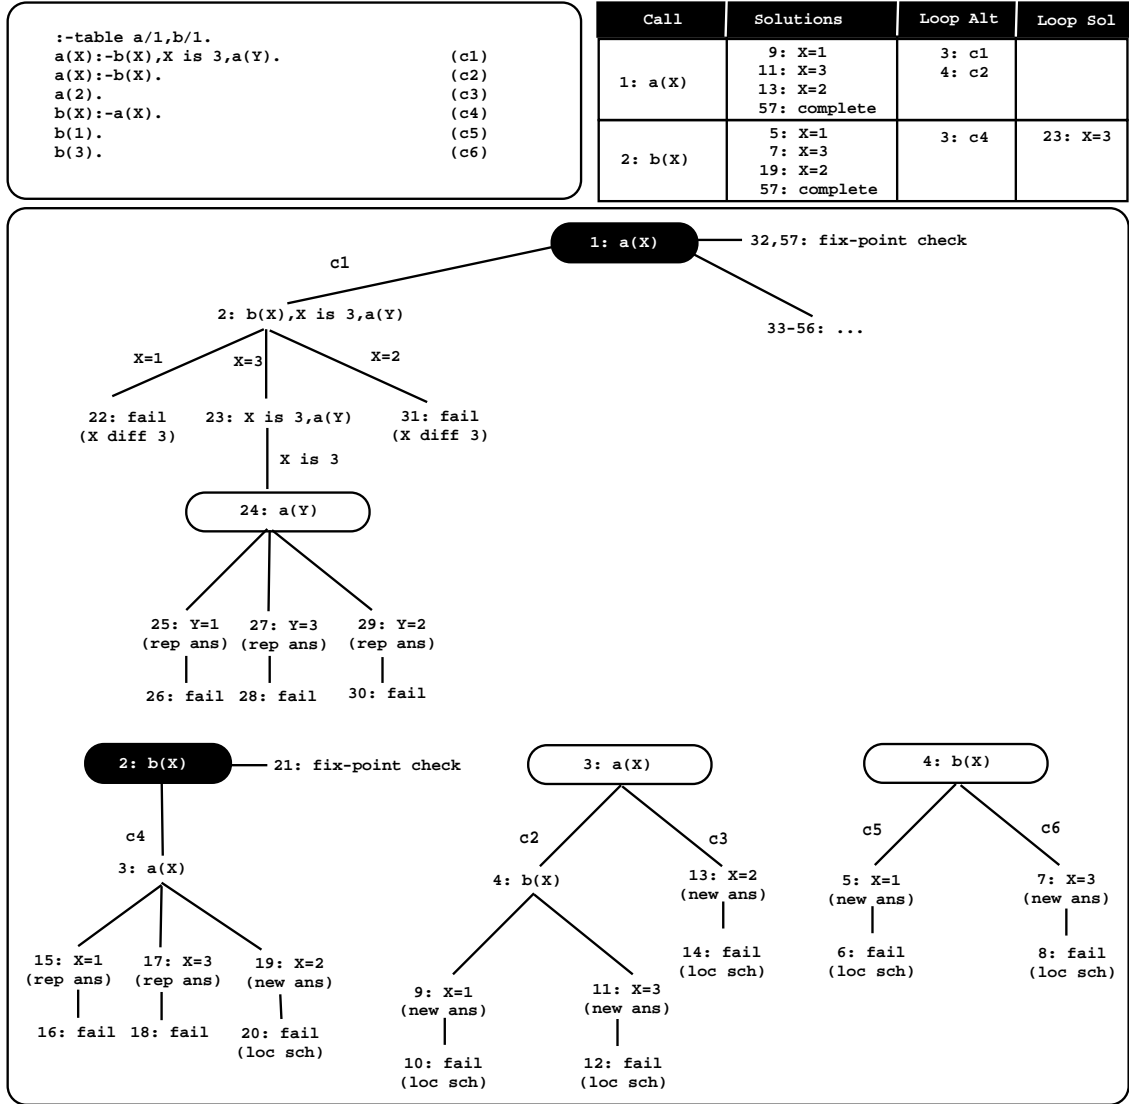 :-table a/1,b/1.
a(X):-b(X),X is 3,a(Y). (c1)
a(X):-b(X). (c2)
a(2). (c3)
b(X):-a(X). (c4)
b(1). (c5)
b(3). (c6)
Call Solutions Loop Alt Loop Sol
1: a(X)
9: X=1
11: X=3
13: X=2
57: complete
3: c1
4: c2
2: b(X)
5: X=1
7: X=3
19: X=2
57: complete
3: c4
23: X=3
1: a(X)
32,57: fix-point check
c1
2: b(X),X is 3,a(Y)
33-56: ...
X=1
X=3
X=2
22: fail
(X diff 3)
23: X is 3,a(Y)
31: fail
(X diff 3)
X is 3
24: a(Y)
25: Y=1
(rep ans)
27: Y=3
(rep ans)
29: Y=2
(rep ans)
26: fail
28: fail
30: fail
2: b(X)
21: fix-point check
c4
3: a(X)
15: X=1
(rep ans)
17: X=3
(rep ans)
19: X=2
(new ans)
16: fail
18: fail
20: fail
(loc sch)
3: a(X)
c2
c3
4: b(X)
13: X=2
(new ans)
14: fail
(loc sch)
9: X=1
(new ans)
11: X=3
(new ans)
10: fail
(loc sch)
12: fail
(loc sch)
4: b(X)
c5
c6
5: X=1
(new ans)
7: X=3
(new ans)
6: fail
(loc sch)
8: fail
(loc sch)